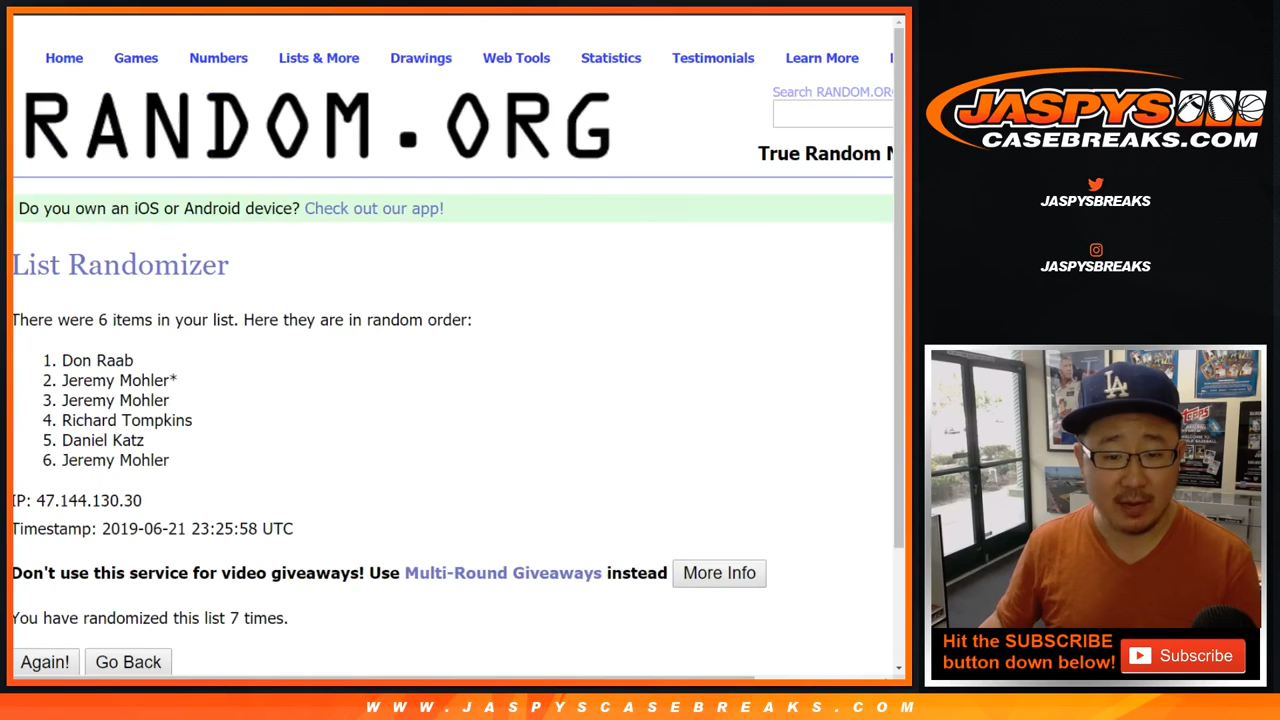 Home Games Numbers Lists & More Drawings Web Tools Statistics Testimonials Learn More
Search RANDOM.OR
RANDOM.ORG
True Random
Do you own an iOS or Android device? Check out our app!
List Randomizer
There were 6 items in your list. Here they are in random order:
1. Don Raab
2. Jeremy Mohler*
3. Jeremy Mohler
4. Richard Tompkins
5. Daniel Katz
6. Jeremy Mohler
IP: 47.144.130.30
Timestamp: 2019-06-21 23:25:58 UTC
Don't use this service for video giveaways! Use Multi-Round Giveaways instead More Info
You have randomized this list 7 times.
Again! Go Back
JASPYS
CASEBREAKS.COM
JASPYSBREAKS
JASPYSBREAKS
LA
Topps
Hit the SUBSCRIBE
button down below!
Subscribe
WWW.JASPYSCASEBREAKS.COM